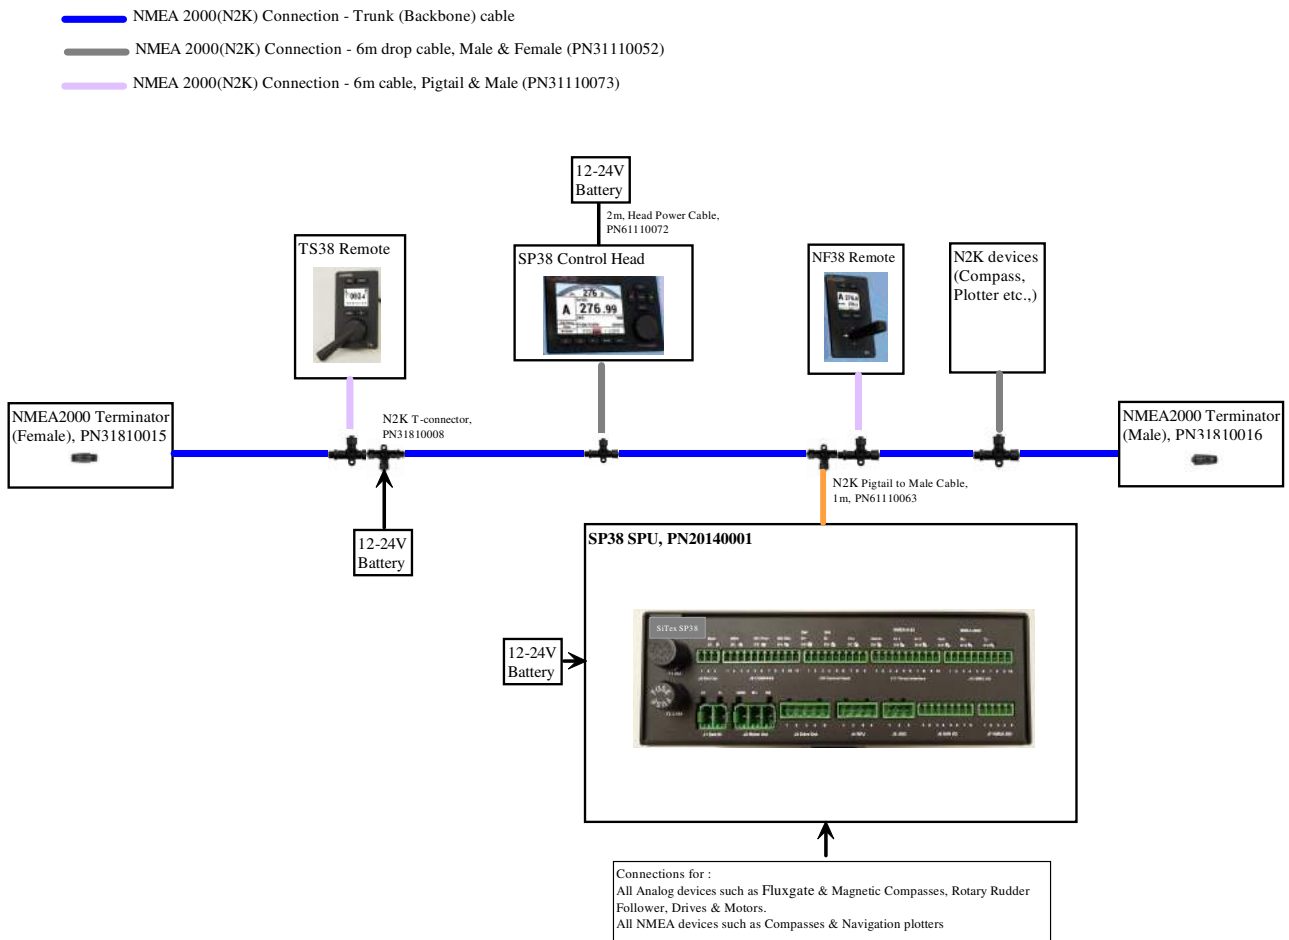 NMEA 2000(N2K) Connection - Trunk (Backbone) cable
NMEA 2000(N2K) Connection - 6m drop cable, Male & Female (PN31110052)
NMEA 2000(N2K) Connection - 6m cable, Pigtail & Male (PN31110073)
12-24V
Battery
2m, Head Power Cable,
PN61110072
TS38 Remote
SP38 Control Head
276
A
276.99
NF38 Remote
N2K devices
(Compass,
Plotter etc.,)
NMEA2000 Terminator
(Female), PN31810015
N2K T-connector,
PN31810008
NMEA2000 Terminator
(Male), PN31810016
N2K Pigtail to Male Cable,
1m, PN61110063
12-24V
Battery
SP38 SPU, PN20140001
SiTex SP38
12-24V
Battery
Connections for :
All Analog devices such as Fluxgate & Magnetic Compasses, Rotary Rudder
Follower, Drives & Motors.
All NMEA devices such as Compasses & Navigation plotters